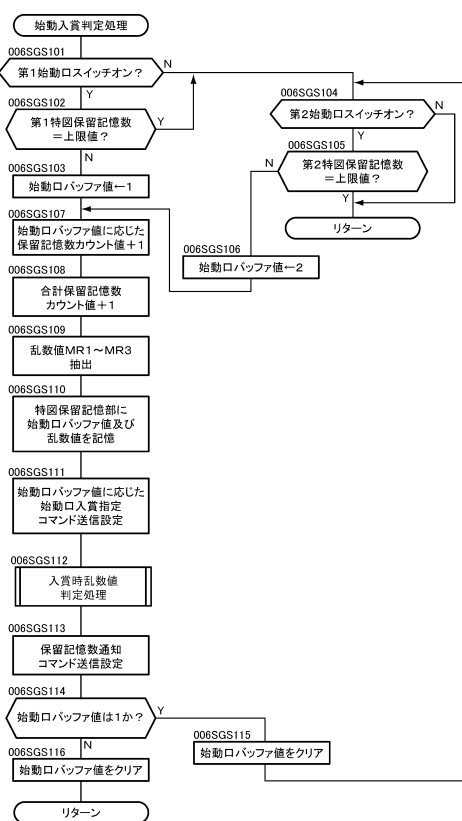 始動入賞判定処理
006SGS101
第1始動口スイッチオン？
N
Y
006SGS102
第1特図保留記憶数
＝上限値？
Y
N
006SGS103
始動口バッファ値←1
006SGS104
第2始動口スイッチオン？
N
Y
006SGS105
第2特図保留記憶数
＝上限値？
N
Y
リターン
006SGS106
始動口バッファ値←2
006SGS107
始動口バッファ値に応じた
保留記憶数カウント値＋1
006SGS108
合計保留記憶数
カウント値＋1
006SGS109
乱数値MR1～MR3
抽出
006SGS110
特図保留記憶部に
始動口バッファ値及び
乱数値を記憶
006SGS111
始動口バッファ値に応じた
始動口入賞指定
コマンド送信設定
006SGS112
入賞時乱数値
判定処理
006SGS113
保留記憶数通知
コマンド送信設定
006SGS114
始動口バッファ値は1か？
Y
N
006SGS115
始動口バッファ値をクリア
006SGS116
始動口バッファ値をクリア
リターン